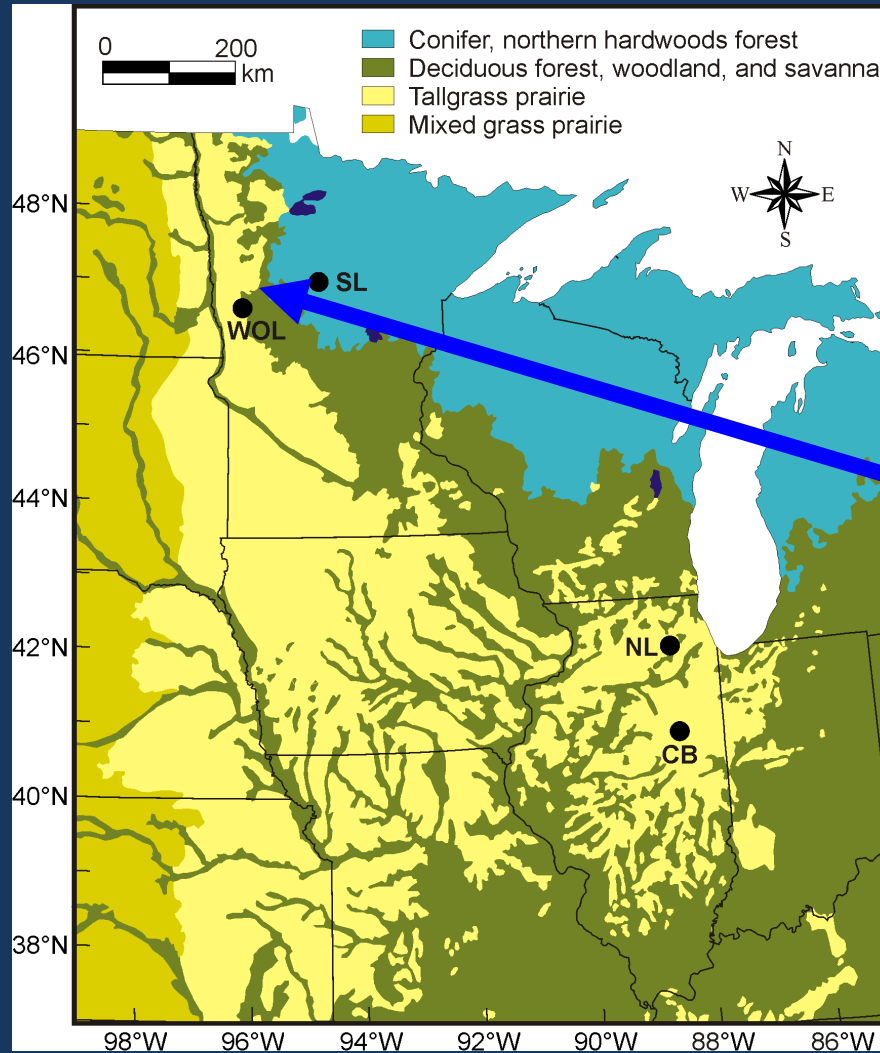 0 200
km
Conifer, northern hardwoods forest
Deciduous forest, woodland, and savanna
Tallgrass prairie
Mixed grass prairie
N
W E
S
48°N
SL
WOL
46°N
44°N
42°N
NL
CB
40°N
38°N
98°W 96°W 94°W 92°W 90°W 88°W 86°W